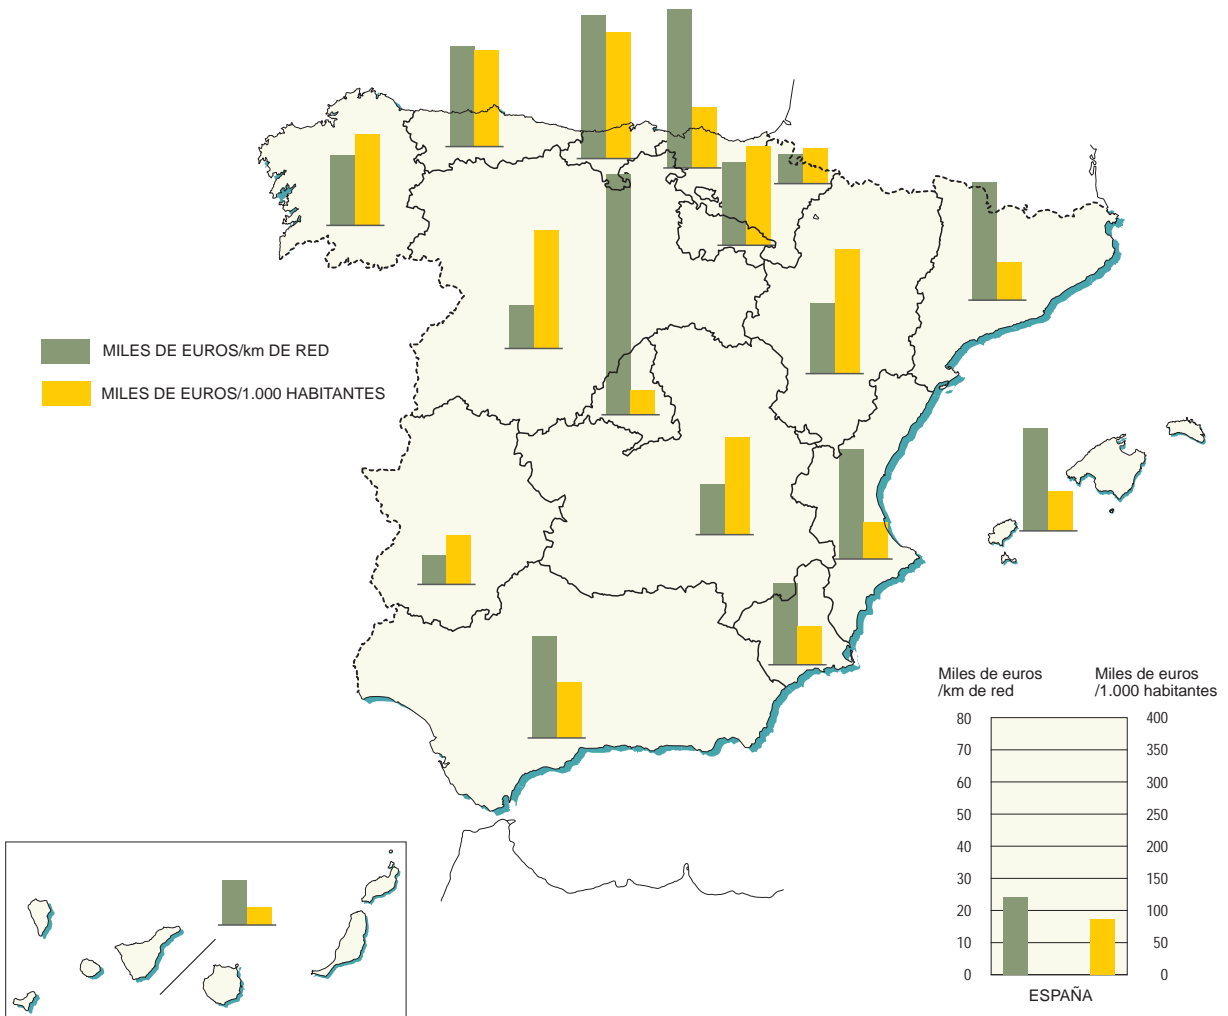 MILES DE EUROS/km DE RED
MILES DE EUROS/1.000 HABITANTES
Miles de euros
/km de red
Miles de euros
/1.000 habitantes
80
400
70
350
60
300
50
250
40
200
30
150
20
100
10
50
0
0
ESPAÑA